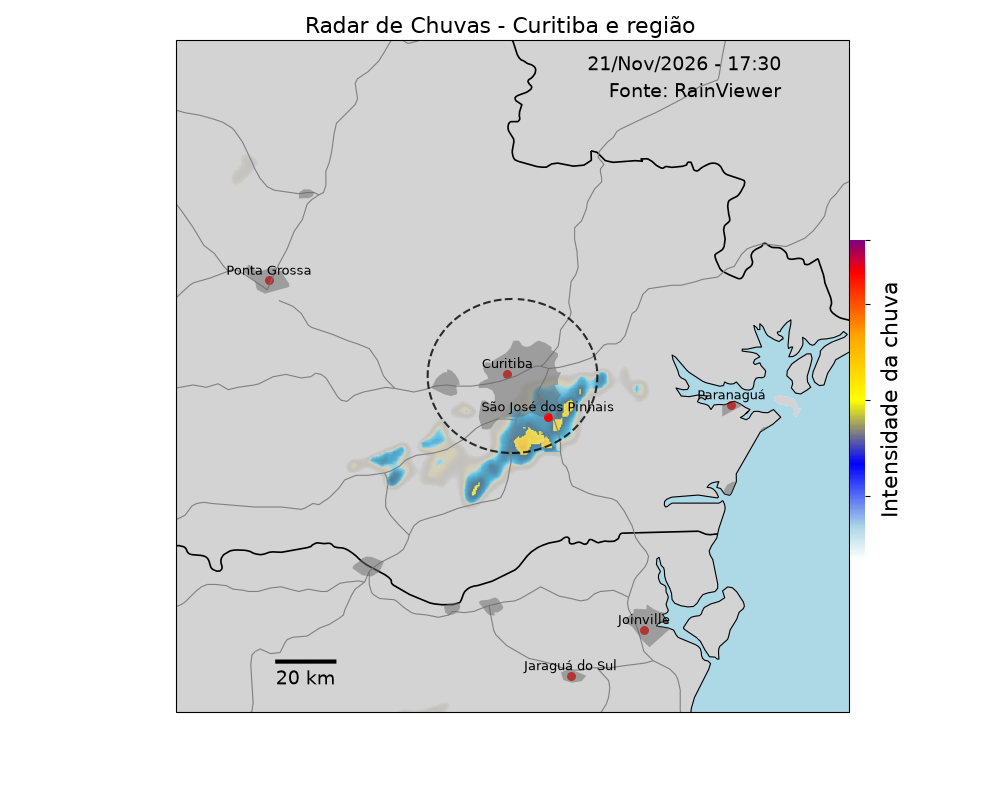 Radar de Chuvas - Curitiba e região
21/Nov/2026 - 17:30
Fonte: RainViewer
Ponta Grossa
Curitiba
Paranaguá
São José dos Pinhais
Intensidade da chuva
Joinville
Jaraguá do Sul
20 km